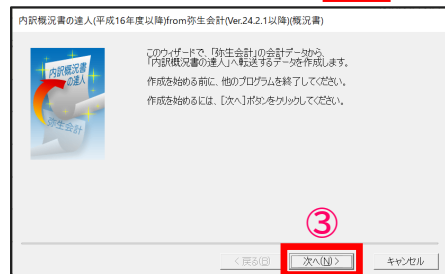 内訳概況書の達人(平成16年度以降)from弥生会計(Ver.24.2.1以降)(概況書)
内訳概況書
の達人
弥生会計
このウィザードで、「弥生会計」の会計データから、
「内訳概況書の達人」へ転送するデータを作成します。
作成を始める前に、他のプログラムを終了してください。
作成を始めるには、[次へ]ボタンをクリックしてください。
③
< 戻る(B)
次へ(N) >
キャンセル